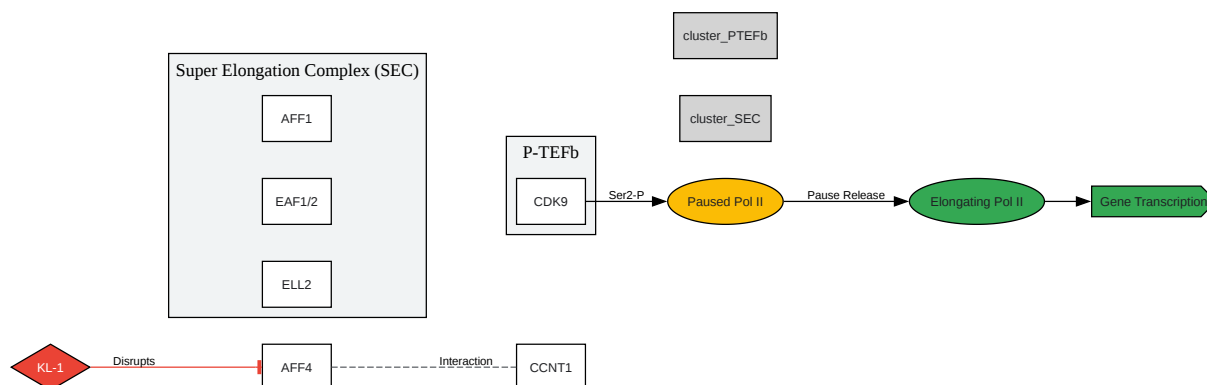 cluster_PTEFb
Super Elongation Complex (SEC)
AFF1
cluster_SEC
P-TEFb
EAF1/2
CDK9
Ser2-P
Paused Pol II
Pause Release
Elongating Pol II
Gene Transcription
ELL2
KL-1
Disrupts
AFF4
Interaction
CCNT1